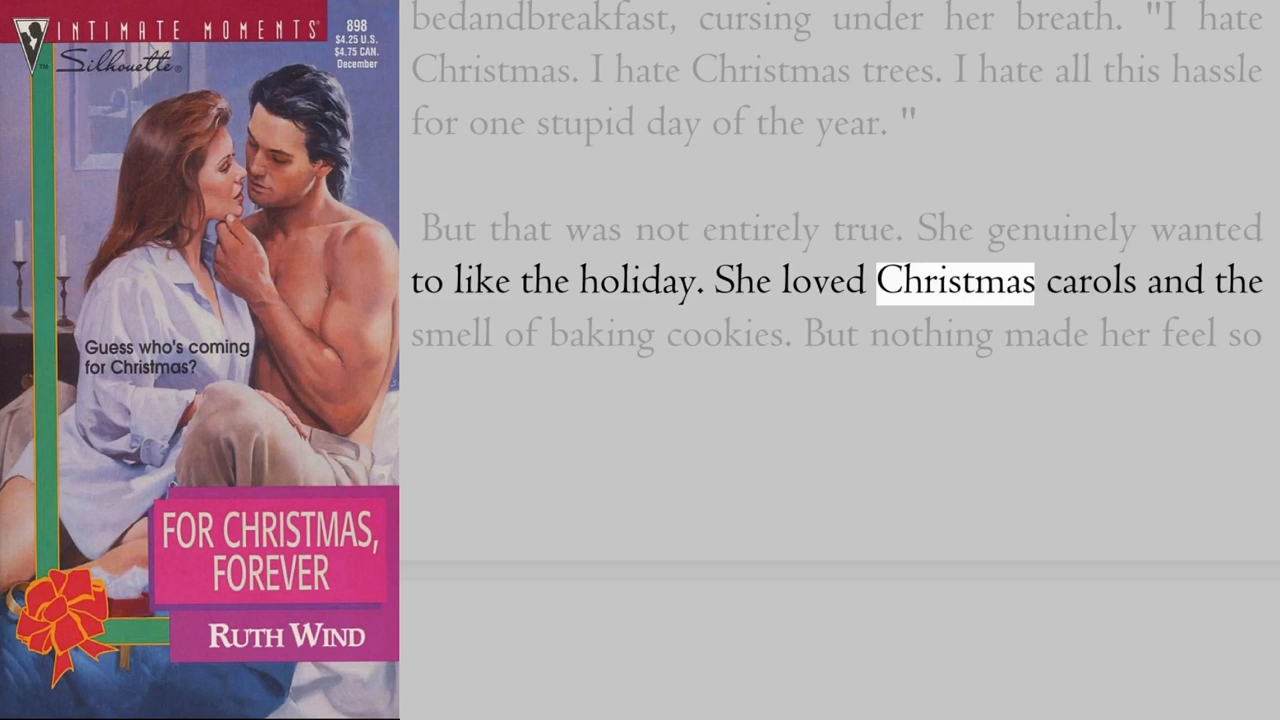 INTIMATE MOMENTS®
898
$4.25 U.S.
$4.75 CAN.
December
TM
Silhouette®
Guess who's coming
for Christmas?
FOR CHRISTMAS,
FOREVER
RUTH WIND
bedandbreakfast, cursing under her breath. "I hate
Christmas. I hate Christmas trees. I hate all this hassle
for one stupid day of the year. "
But that was not entirely true. She genuinely wanted
to like the holiday. She loved Christmas carols and the
smell of baking cookies. But nothing made her feel so